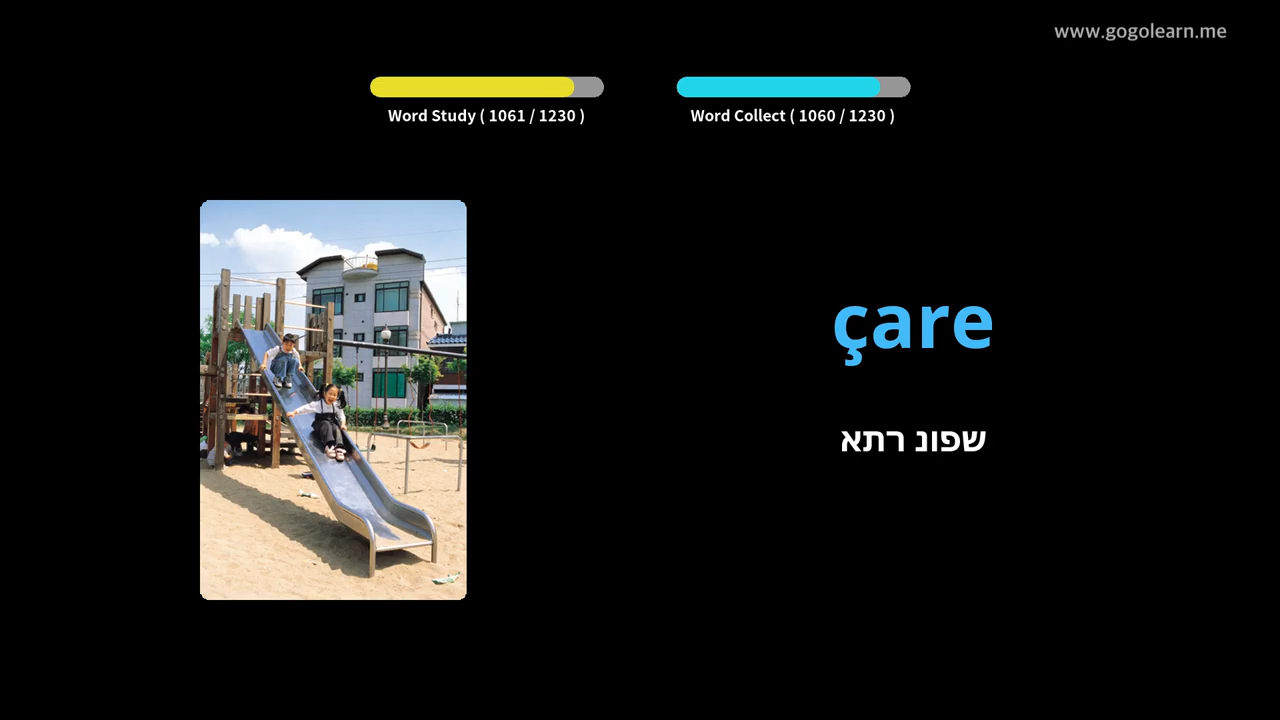 www.gogolearn.me
Word Study ( 1061 / 1230 )
Word Collect ( 1060 / 1230 )
çare
שפונ רתא